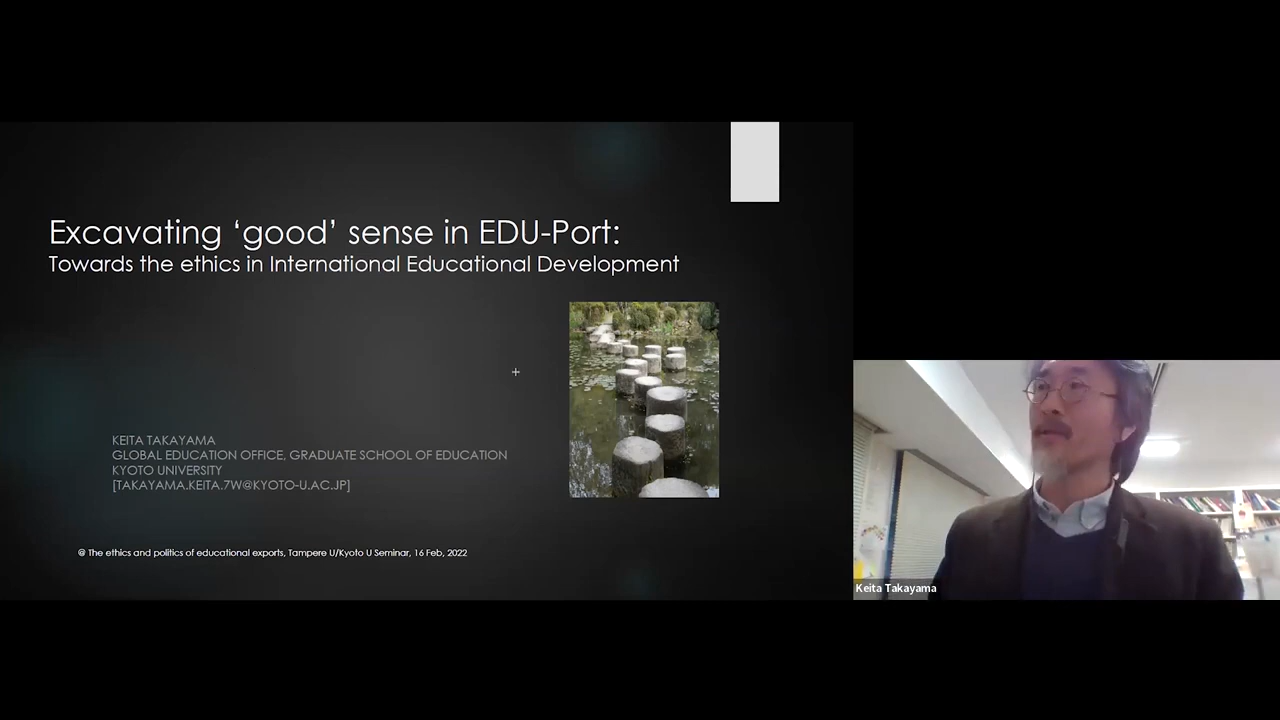 Excavating ‘good’ sense in EDU-Port:
Towards the ethics in International Educational Development
KEITA TAKAYAMA
GLOBAL EDUCATION OFFICE, GRADUATE SCHOOL OF EDUCATION
KYOTO UNIVERSITY
[TAKAYAMA.KEITA.7W@KYOTO-U.AC.JP]
@ The ethics and politics of educational exports, Tampere U/Kyoto U Seminar, 16 Feb, 2022
Keita Takayama